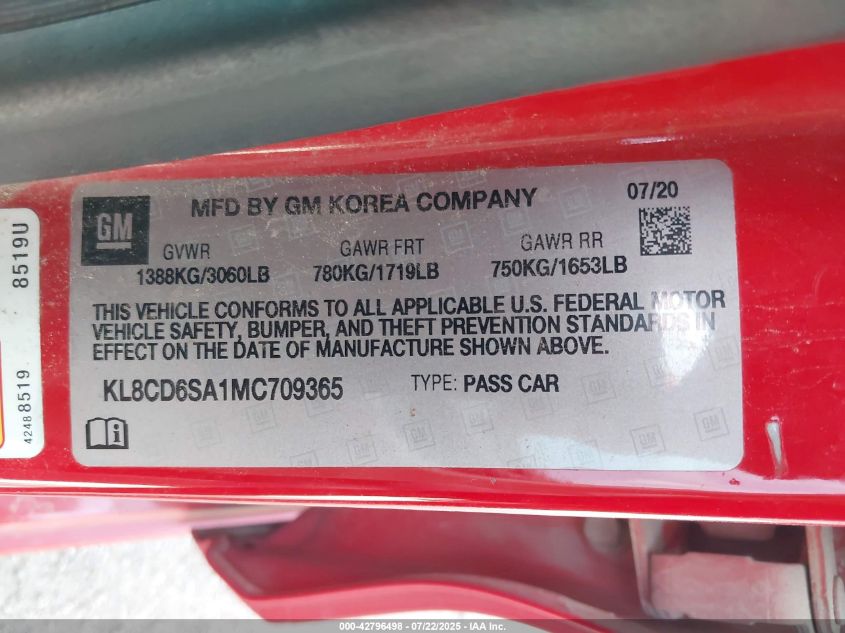 GM
MFD BY GM KOREA COMPANY
07/20
GVWR
GAWR FRT
GAWR RR
1388KG/3060LB
780KG/1719LB
750KG/1653LB
THIS VEHICLE CONFORMS TO ALL APPLICABLE U.S. FEDERAL MOTOR
VEHICLE SAFETY, BUMPER, AND THEFT PREVENTION STANDARDS IN
EFFECT ON THE DATE OF MANUFACTURE SHOWN ABOVE.
KL8CD6SA1MC709365
TYPE: PASS CAR
8519U
42488519
000-42796498 - 07/22/2025 - IAA Inc.